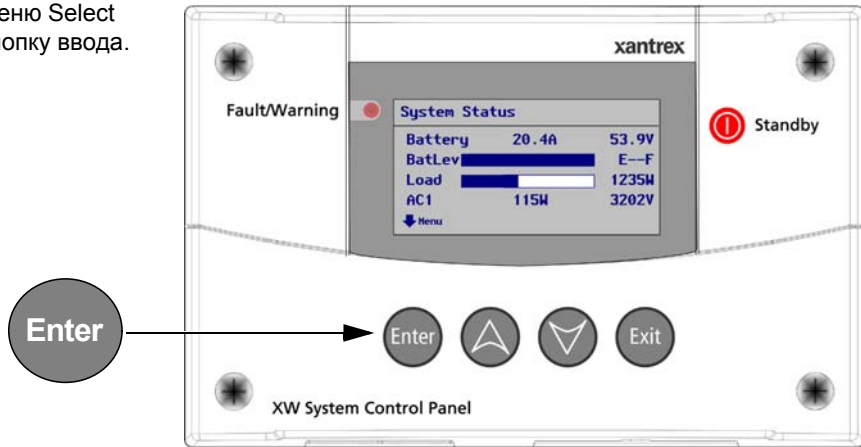 еню Select
нопку ввода.
xantrex
Fault/Warning
Standby
System Status
Battery 20.4A 53.9V
BatLev E--F
Load 1235W
AC1 115W 3202V
Menu
Enter
Enter
Exit
XW System Control Panel